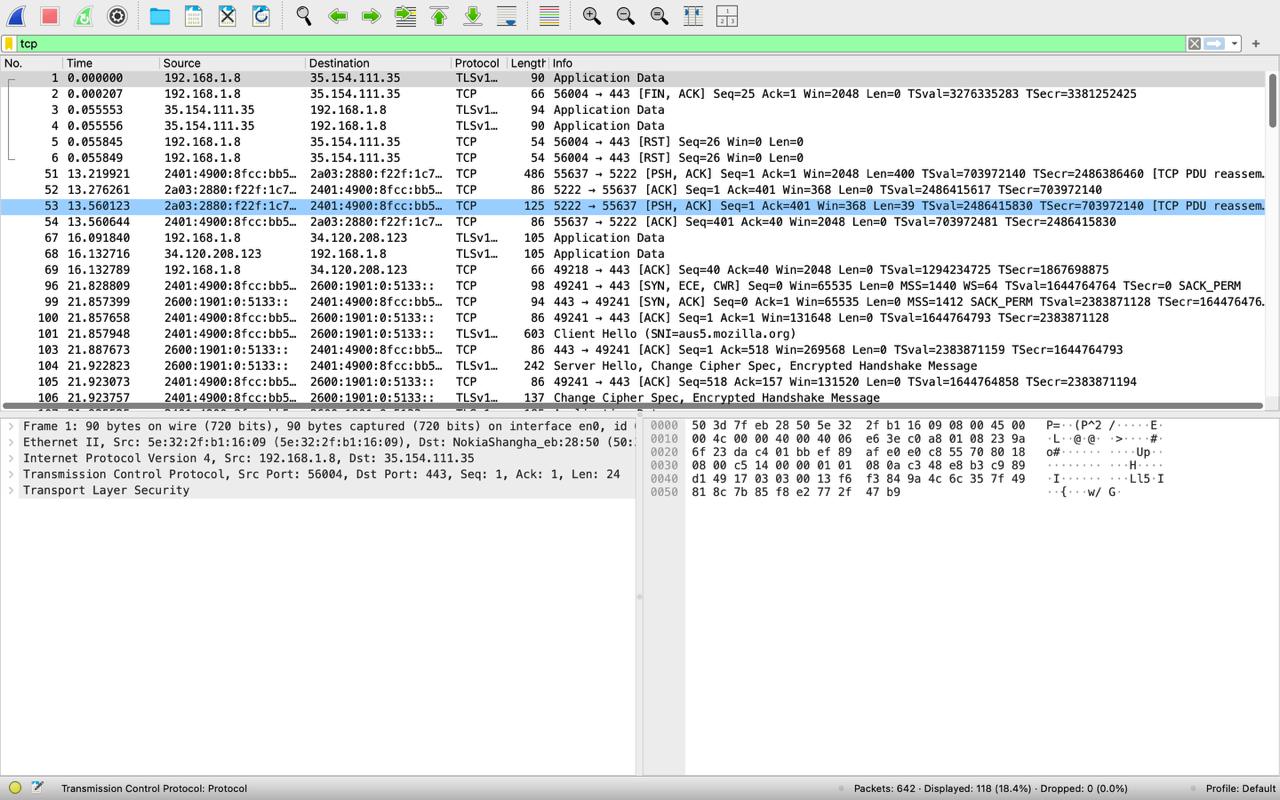 tcp
No. Time Source Destination Protocol Length Info
1 0.000000 192.168.1.8 35.154.111.35 TLSv1… 90 Application Data
2 0.000207 192.168.1.8 35.154.111.35 TCP 66 56004 → 443 [FIN, ACK] Seq=25 Ack=1 Win=2048 Len=0 TSval=3276335283 TSecr=3381252425
3 0.055553 35.154.111.35 192.168.1.8 TLSv1… 94 Application Data
4 0.055556 35.154.111.35 192.168.1.8 TLSv1… 90 Application Data
5 0.055845 192.168.1.8 35.154.111.35 TCP 54 56004 → 443 [RST] Seq=26 Win=0 Len=0
6 0.055849 192.168.1.8 35.154.111.35 TCP 54 56004 → 443 [RST] Seq=26 Win=0 Len=0
51 13.219921 2401:4900:8fcc:bb5… 2a03:2880:f22f:1c7… TCP 486 55637 → 5222 [PSH, ACK] Seq=1 Ack=1 Win=2048 Len=400 TSval=703972140 TSecr=2486386460 [TCP PDU reassem…
52 13.276261 2a03:2880:f22f:1c7… 2401:4900:8fcc:bb5… TCP 86 5222 → 55637 [ACK] Seq=1 Ack=401 Win=368 Len=0 TSval=2486415617 TSecr=703972140
53 13.560123 2a03:2880:f22f:1c7… 2401:4900:8fcc:bb5… TCP 125 5222 → 55637 [PSH, ACK] Seq=1 Ack=401 Win=368 Len=39 TSval=2486415830 TSecr=703972140 [TCP PDU reassem…
54 13.560644 2401:4900:8fcc:bb5… 2a03:2880:f22f:1c7… TCP 86 55637 → 5222 [ACK] Seq=401 Ack=40 Win=2048 Len=0 TSval=703972481 TSecr=2486415830
67 16.091840 192.168.1.8 34.120.208.123 TLSv1… 105 Application Data
68 16.132716 34.120.208.123 192.168.1.8 TLSv1… 105 Application Data
69 16.132789 192.168.1.8 34.120.208.123 TCP 66 49218 → 443 [ACK] Seq=40 Ack=40 Win=2048 Len=0 TSval=1294234725 TSecr=1867698875
96 21.828809 2401:4900:8fcc:bb5… 2600:1901:0:5133:: TCP 98 49241 → 443 [SYN, ECE, CWR] Seq=0 Win=65535 Len=0 MSS=1440 WS=64 TSval=1644764764 TSecr=0 SACK_PERM
99 21.857399 2600:1901:0:5133:: 2401:4900:8fcc:bb5… TCP 94 443 → 49241 [SYN, ACK] Seq=0 Ack=1 Win=65535 Len=0 MSS=1412 SACK_PERM TSval=2383871128 TSecr=164476476…
100 21.857658 2401:4900:8fcc:bb5… 2600:1901:0:5133:: TCP 86 49241 → 443 [ACK] Seq=1 Ack=1 Win=131648 Len=0 TSval=1644764793 TSecr=2383871128
101 21.857948 2401:4900:8fcc:bb5… 2600:1901:0:5133:: TLSv1… 603 Client Hello (SNI=aus5.mozilla.org)
103 21.887673 2600:1901:0:5133:: 2401:4900:8fcc:bb5… TCP 86 443 → 49241 [ACK] Seq=1 Ack=518 Win=269568 Len=0 TSval=2383871159 TSecr=1644764793
104 21.922823 2600:1901:0:5133:: 2401:4900:8fcc:bb5… TLSv1… 242 Server Hello, Change Cipher Spec, Encrypted Handshake Message
105 21.923073 2401:4900:8fcc:bb5… 2600:1901:0:5133:: TCP 86 49241 → 443 [ACK] Seq=518 Ack=157 Win=131520 Len=0 TSval=1644764858 TSecr=2383871194
106 21.923757 2401:4900:8fcc:bb5… 2600:1901:0:5133:: TLSv1… 137 Change Cipher Spec, Encrypted Handshake Message
Frame 1: 90 bytes on wire (720 bits), 90 bytes captured (720 bits) on interface en0, id
Ethernet II, Src: 5e:32:2f:b1:16:09 (5e:32:2f:b1:16:09), Dst: NokiaShangha_eb:28:50 (50:
Internet Protocol Version 4, Src: 192.168.1.8, Dst: 35.154.111.35
Transmission Control Protocol, Src Port: 56004, Dst Port: 443, Seq: 1, Ack: 1, Len: 24
Transport Layer Security
0000 50 3d 7f eb 28 50 5e 32 2f b1 16 09 08 00 45 00 P=··(P^2 /·····E·
0010 00 4c 00 00 40 00 40 06 e6 3e c0 a8 01 08 23 9a ·L··@·@· ·>····#·
0020 6f 23 da c4 01 bb ef 89 af e0 e0 c8 55 70 80 18 o#······ ····Up··
0030 08 00 c5 14 00 00 01 01 08 0a c3 48 e8 b3 c9 89 ········ ···H····
0040 d1 49 17 03 03 00 13 f6 f3 84 9a 4c 6c 35 7f 49 ·I······ ···Ll5·I
0050 81 8c 7b 85 f8 e2 77 2f 47 b9 ··{···w/ G·
Transmission Control Protocol: Protocol
Packets: 642 · Displayed: 118 (18.4%) · Dropped: 0 (0.0%)
Profile: Default